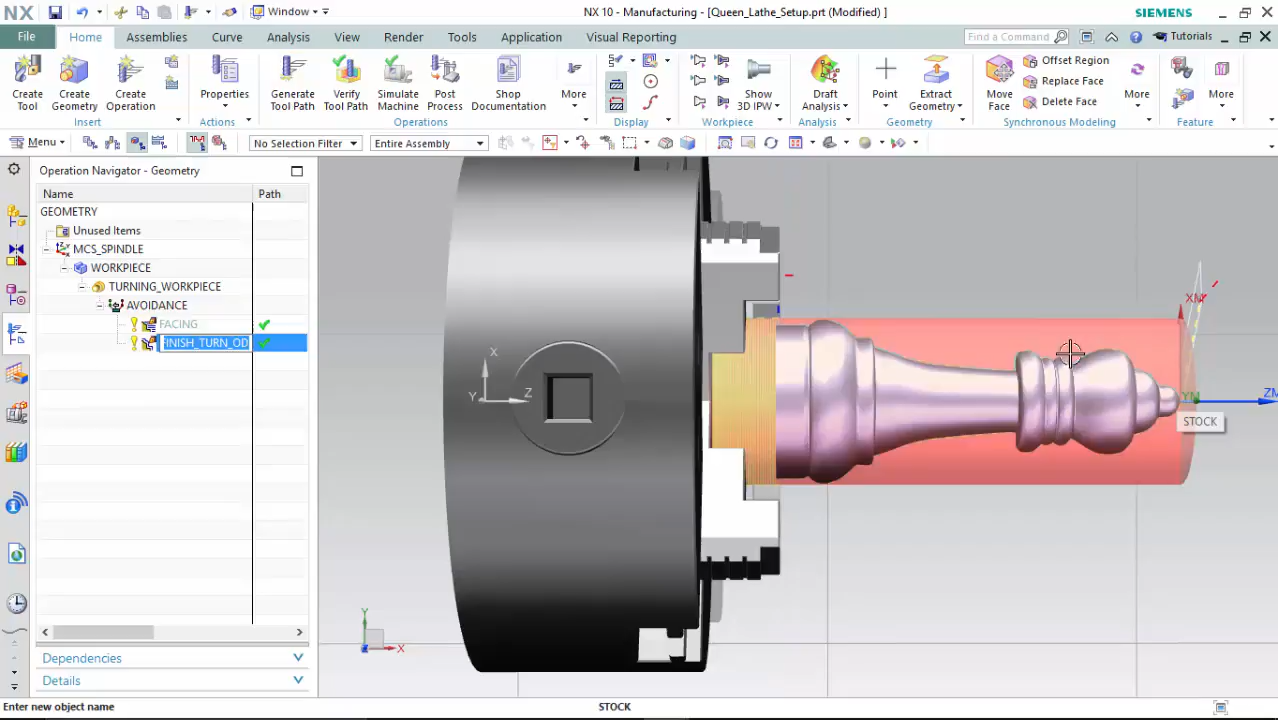 NX
Window
NX 10 - Manufacturing - [Queen_Lathe_Setup.prt (Modified) ]
SIEMENS
File
Home
Assemblies
Curve
Analysis
View
Render
Tools
Application
Visual Reporting
Find a Command
Tutorials
Create Tool
Create Geometry
Create Operation
Properties
Generate Tool Path
Verify Tool Path
Simulate Machine
Post Process
Shop Documentation
More
Show 3D IPW
Draft Analysis
Point
Extract Geometry
Move Face
Offset Region
Replace Face
Delete Face
More
More
Insert
Actions
Operations
Display
Workpiece
Analysis
Geometry
Synchronous Modeling
Feature
Menu
No Selection Filter
Entire Assembly
Operation Navigator - Geometry
Name
Path
GEOMETRY
Unused Items
MCS_SPINDLE
WORKPIECE
TURNING_WORKPIECE
AVOIDANCE
FACING
FINISH_TURN_OD
Dependencies
Details
X
Y
Z
XM
YM
ZM
STOCK
Y
X
Enter new object name
STOCK